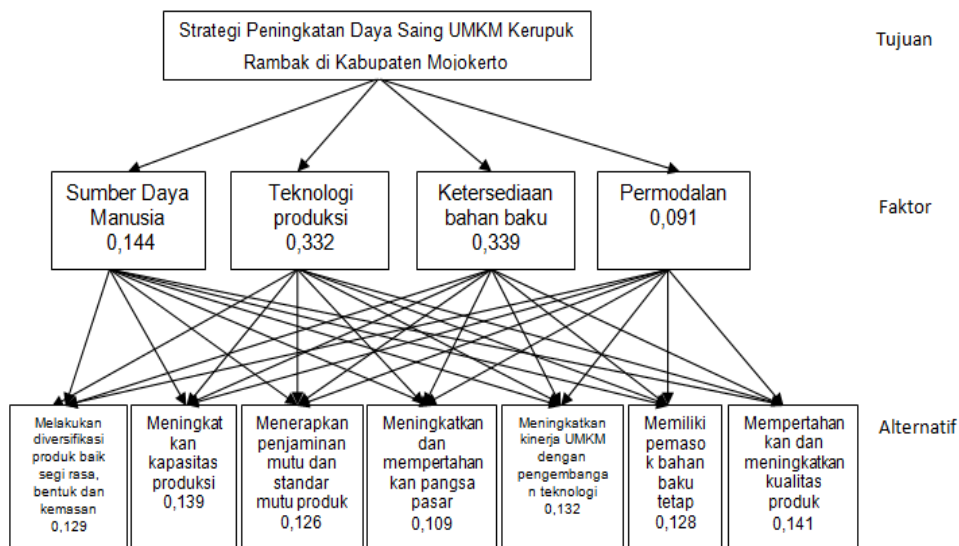 Strategi Peningkatan Daya Saing UMKM Kerupuk
Rambak di Kabupaten Mojokerto
Tujuan
Sumber Daya
Manusia
0,144
Teknologi
produksi
0,332
Ketersediaan
bahan baku
0,339
Permodalan
0,091
Faktor
Melakukan
diversifikasi
produk baik
segi rasa,
bentuk dan
kemasan
0,129
Meningkat
kan
kapasitas
produksi
0,139
Menerapkan
penjaminan
mutu dan
standar
mutu produk
0,126
Meningkatkan
dan
mempertahan
kan pangsa
pasar
0,109
Meningkatkan
kinerja UMKM
dengan
pengembanga
n teknologi
0,132
Memiliki
pemaso
k bahan
baku
tetap
0,128
Mempertahan
kan dan
meningkatkan
kualitas
produk
0,141
Alternatif